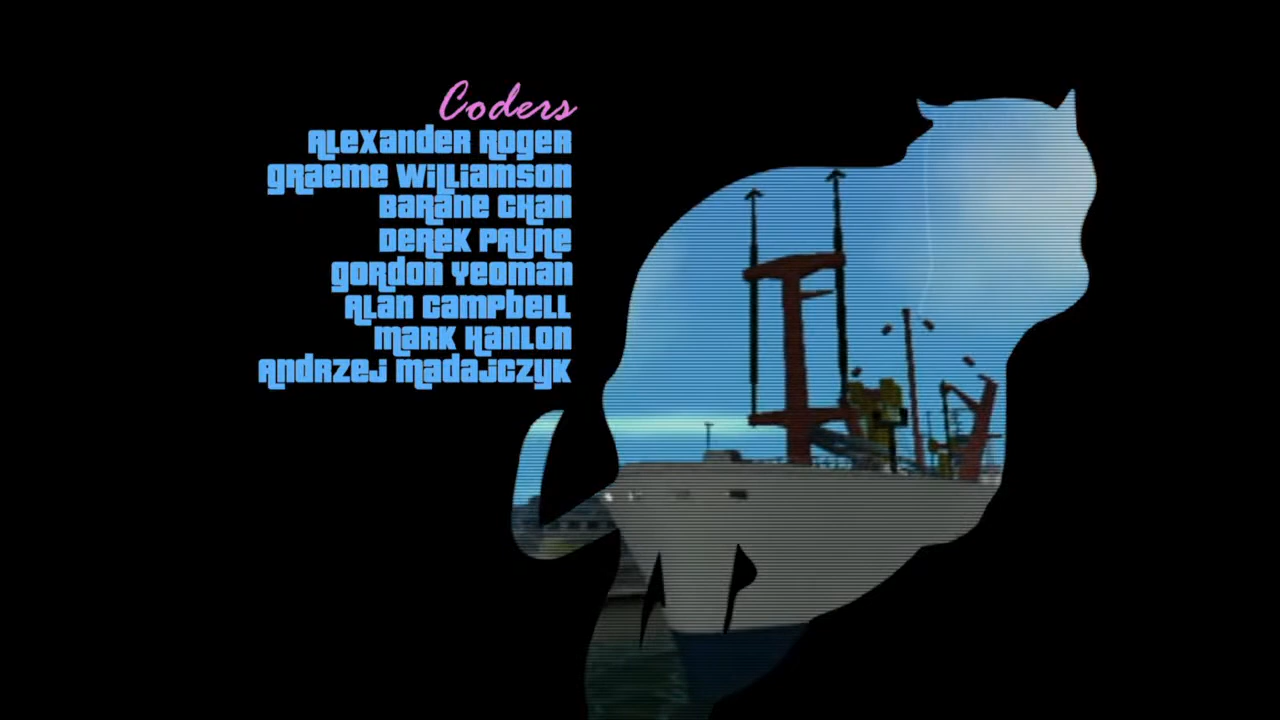 Coders
Alexander Roger
Graeme Williamson
Barane Chan
Derek Payne
Gordon Yeoman
Alan Campbell
Mark Hanlon
Andrzej Madajczyk